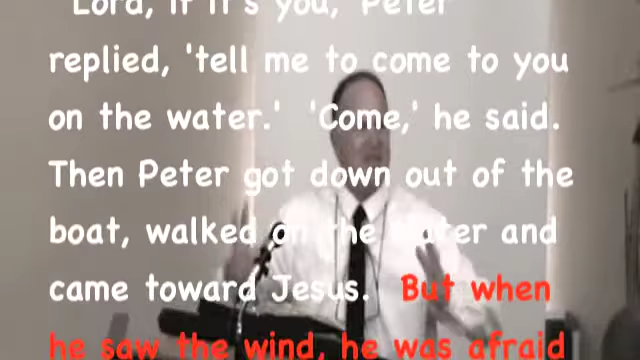 'Lord, if it's you,' Peter
replied, 'tell me to come to you
on the water.'  'Come,' he said.
Then Peter got down out of the
boat, walked on the water and
came toward Jesus.  But when
he saw the wind, he was afraid